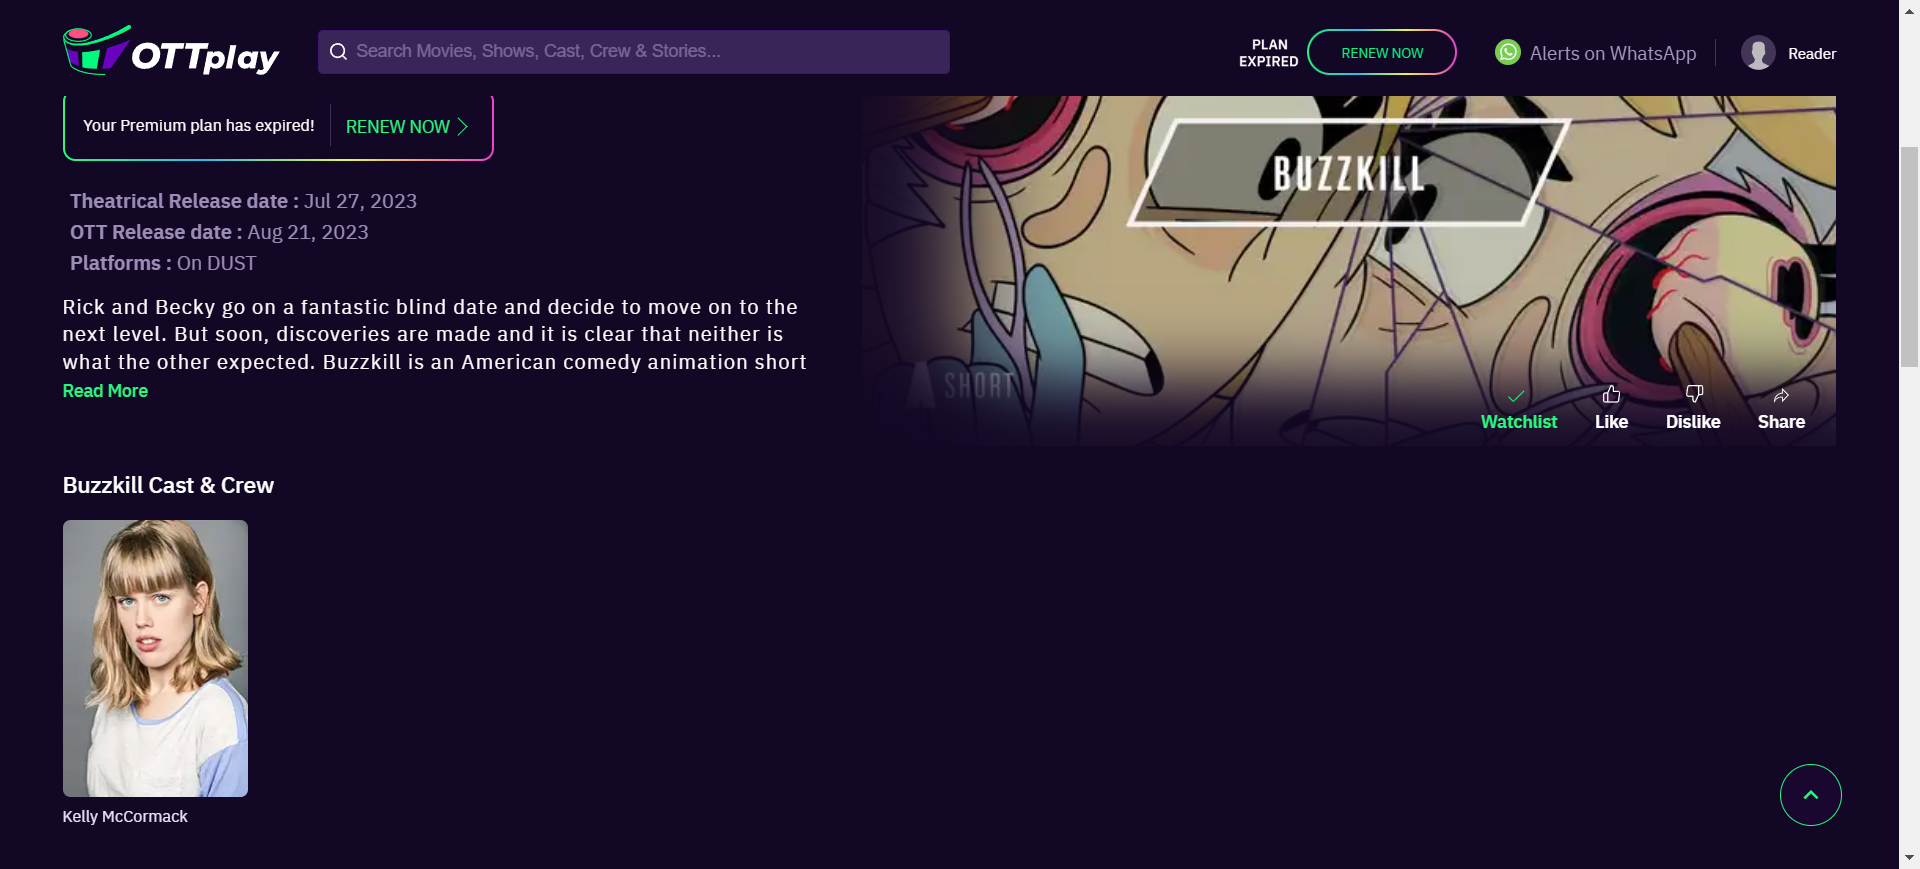 OTTplay
Search Movies, Shows, Cast, Crew & Stories...
PLAN
EXPIRED
RENEW NOW
Alerts on WhatsApp
Reader
Your Premium plan has expired!
RENEW NOW
Theatrical Release date : Jul 27, 2023
OTT Release date : Aug 21, 2023
Platforms : On DUST
Rick and Becky go on a fantastic blind date and decide to move on to the
next level. But soon, discoveries are made and it is clear that neither is
what the other expected. Buzzkill is an American comedy animation short
Read More
BUZZKILL
A SHORT
Watchlist
Like
Dislike
Share
Buzzkill Cast & Crew
Kelly McCormack